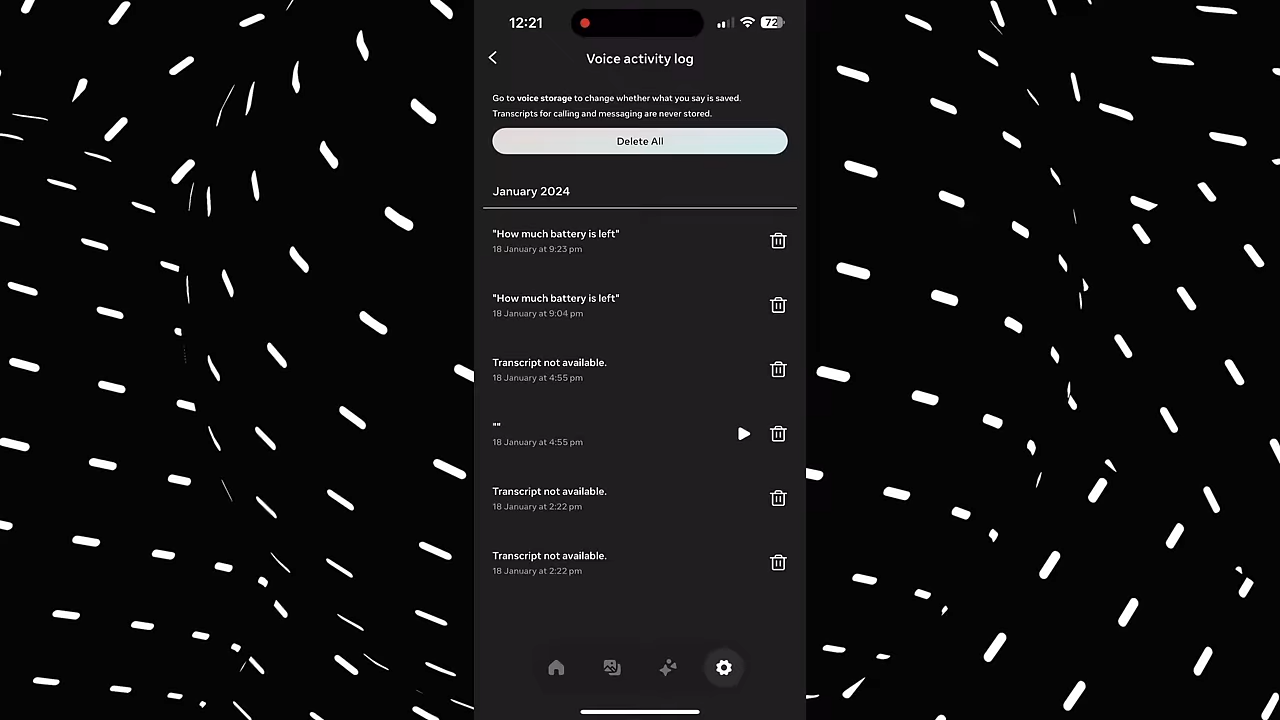 12:21
72
Voice activity log
Go to voice storage to change whether what you say is saved.
Transcripts for calling and messaging are never stored.
Delete All
January 2024
"How much battery is left"
18 January at 9:23 pm
"How much battery is left"
18 January at 9:04 pm
Transcript not available.
18 January at 4:55 pm
""
18 January at 4:55 pm
Transcript not available.
18 January at 2:22 pm
Transcript not available.
18 January at 2:22 pm